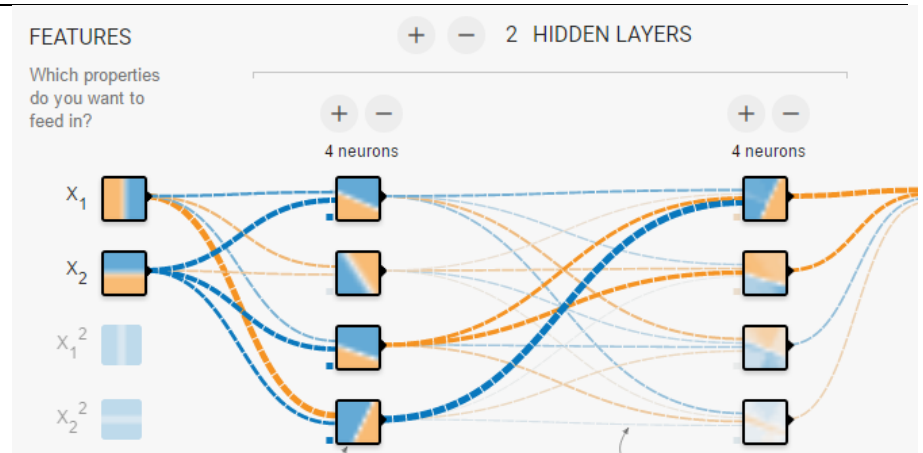 FEATURES
Which properties
do you want to
feed in?
+ − 2 HIDDEN LAYERS
+ −
4 neurons
+ −
4 neurons
X₁
X₂
X₁²
X₂²